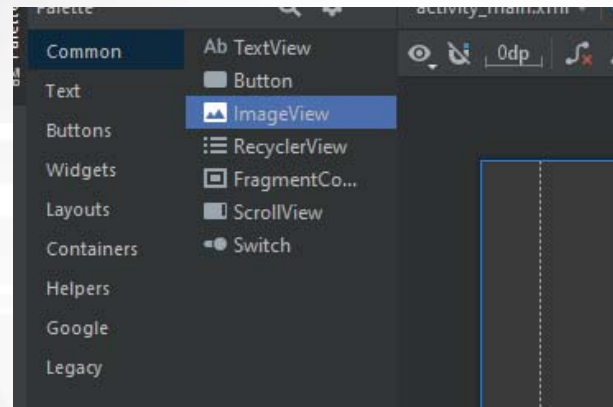 Palette
activity_main.xml
Palette
Common
Text
Buttons
Widgets
Layouts
Containers
Helpers
Google
Legacy
Ab TextView
Button
ImageView
RecyclerView
FragmentCo...
ScrollView
Switch
0dp